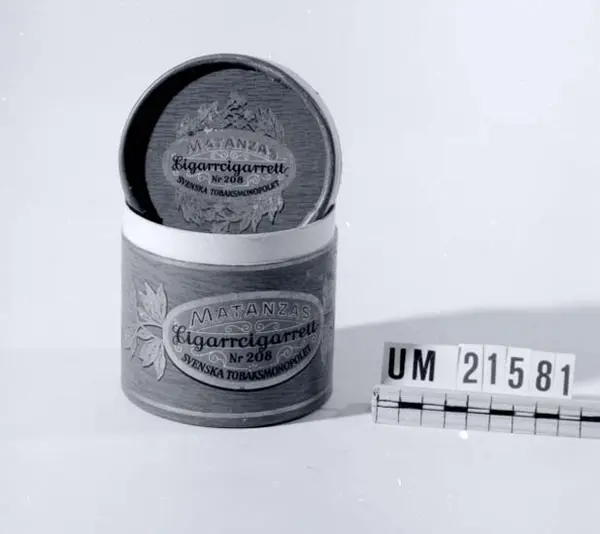 MATANZAS
Cigarrcigarrett
Nr 208
SVENSKA TOBAKSMONOPOLET
MATANZAS
Cigarrcigarrett
Nr 208
SVENSKA TOBAKSMONOPOLET
UM 21581